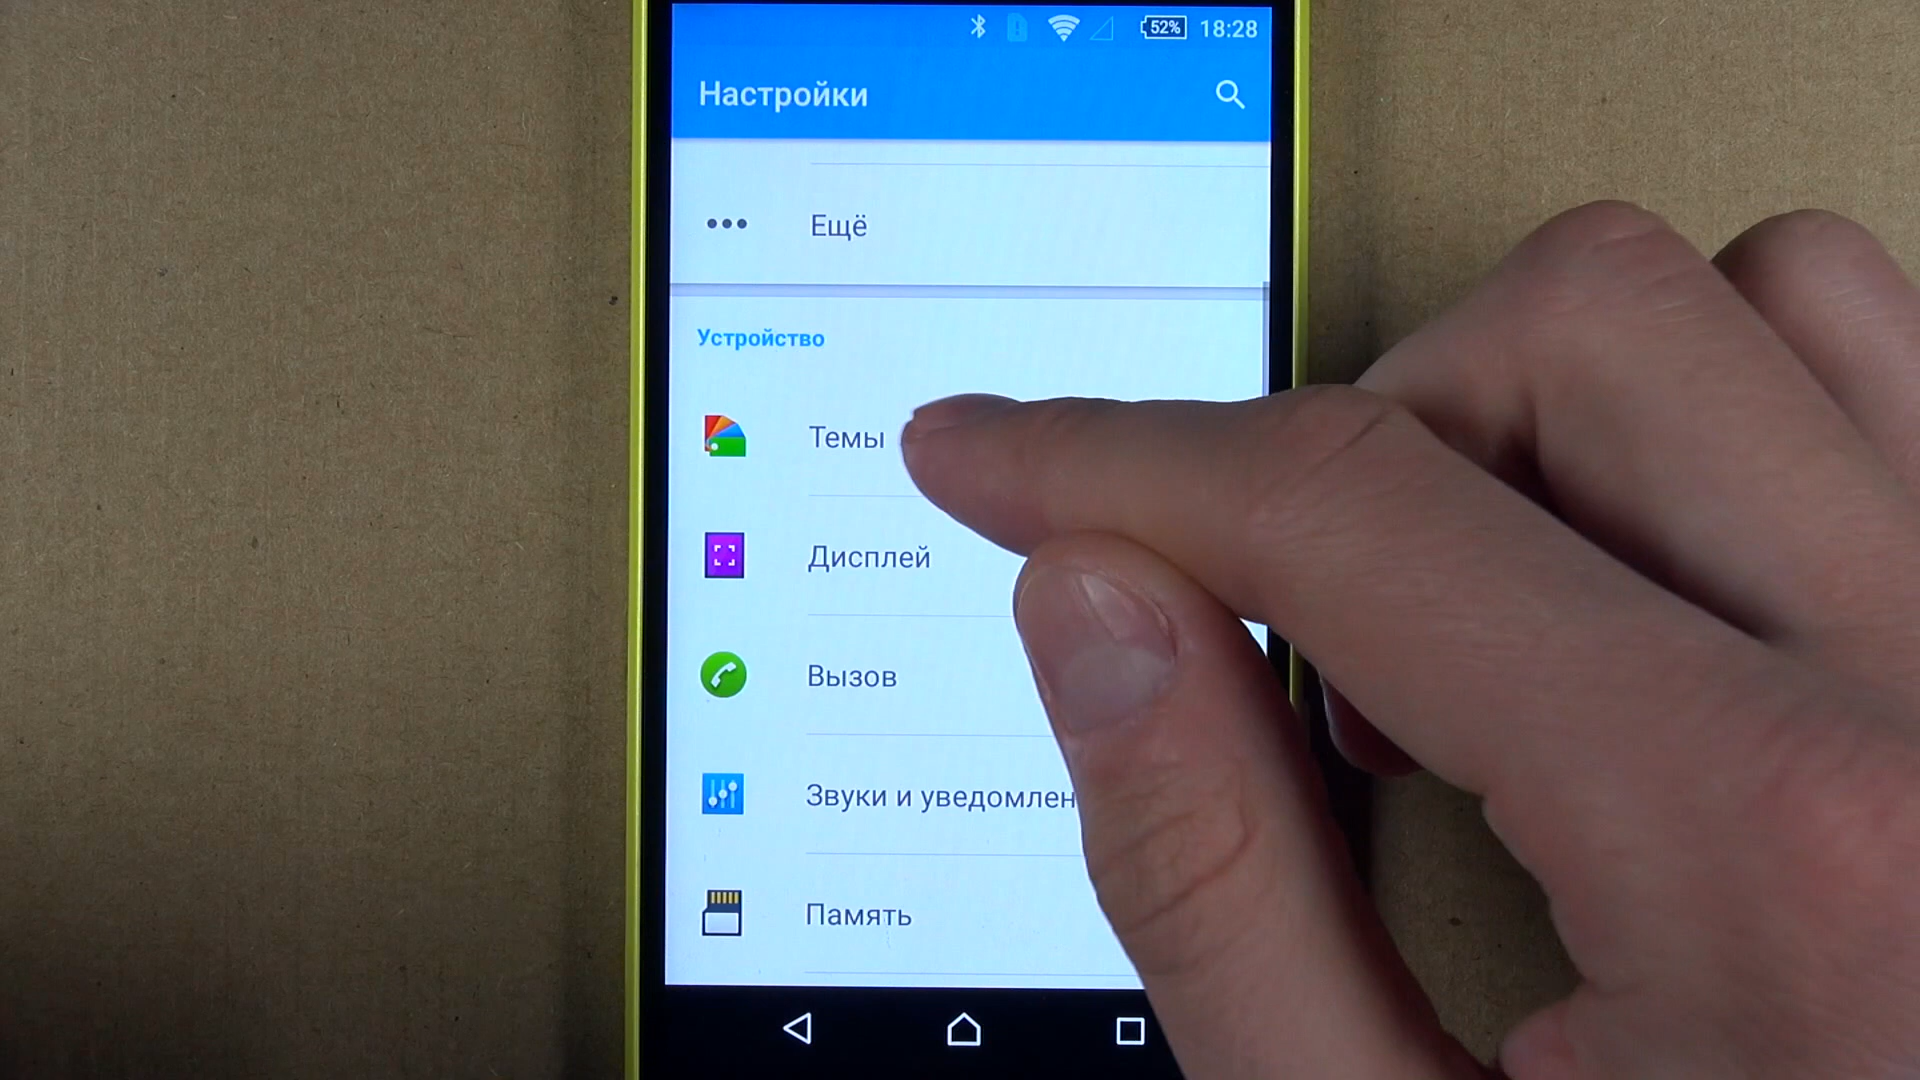 52% 18:28
Настройки
Ещё
Устройство
Темы
Дисплей
Вызов
Звуки и уведомлен
Память